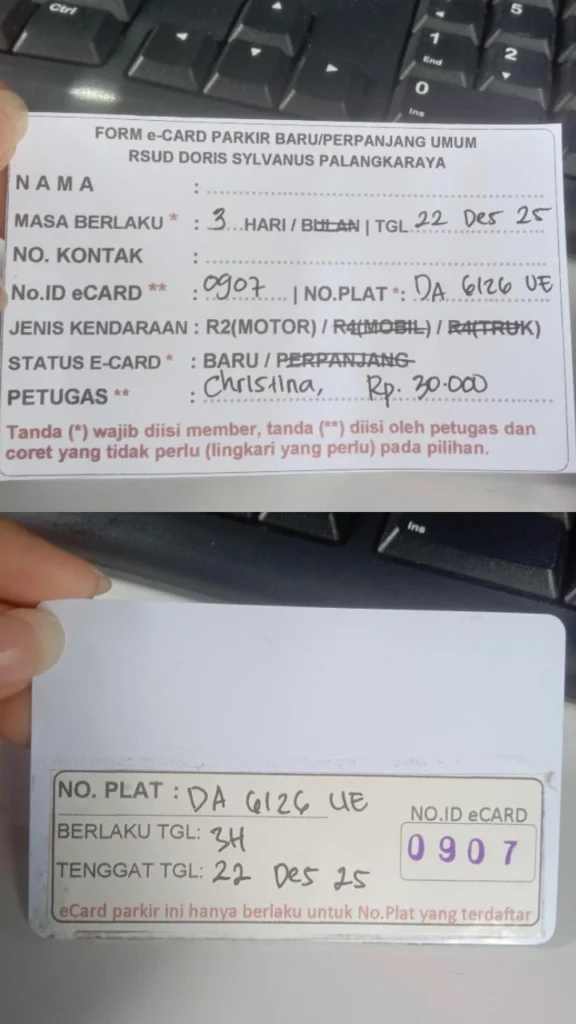 Ctrl
5
1
End
2
0
Ins
FORM e-CARD PARKIR BARU/PERPANJANG UMUM
RSUD DORIS SYLVANUS PALANGKARAYA
NAMA :
MASA BERLAKU * : 3 HARI / BULAN | TGL 22 Des 25
NO. KONTAK :
No.ID eCARD ** : 0907 | NO.PLAT *: DA 6126 UE
JENIS KENDARAAN : R2(MOTOR) / R4(MOBIL) / R4(TRUK)
STATUS E-CARD * : BARU / PERPANJANG
PETUGAS ** : Christina, Rp. 30.000
Tanda (*) wajib diisi member, tanda (**) diisi oleh petugas dan
coret yang tidak perlu (lingkari yang perlu) pada pilihan.
Ins
NO. PLAT : DA 6126 UE
NO.ID eCARD
BERLAKU TGL: 3H
0907
TENGGAT TGL: 22 Des 25
eCard parkir ini hanya berlaku untuk No.Plat yang terdaftar